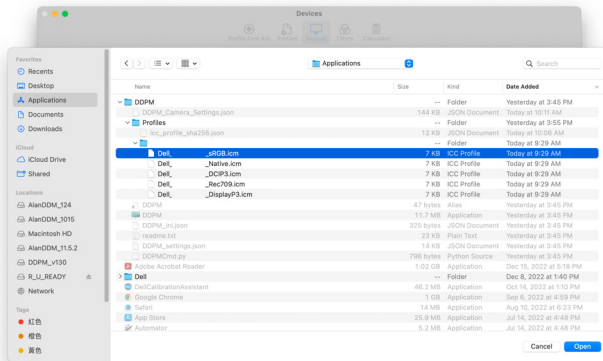 Devices
Profile First Aid Profiles Devices Filters Calculator
Favorites
Recents
Desktop
Applications
Documents
Downloads
iCloud
iCloud Drive
Shared
Locations
AlanDDM_124
AlanDDM_1015
Macintosh HD
AlanDDM_11.5.2
DDPM_v130
R_U_READY
Network
Tags
紅色
橙色
黃色
Applications
Search
Name Size Kind Date Added
DDPM -- Folder Yesterday at 3:45 PM
DDPM_Camera_Settings.json 144 KB JSON Document Today at 10:11 AM
Profiles -- Folder Yesterday at 3:55 PM
icc_profile_sha256.json 12 KB JSON Document Today at 10:06 AM
-- Folder Today at 9:29 AM
Dell_ _sRGB.icm 7 KB ICC Profile Today at 9:29 AM
Dell_ _Native.icm 7 KB ICC Profile Today at 9:29 AM
Dell_ _DCIP3.icm 7 KB ICC Profile Today at 9:29 AM
Dell_ _Rec709.icm 7 KB ICC Profile Today at 9:29 AM
Dell_ _DisplayP3.icm 7 KB ICC Profile Today at 9:29 AM
DDPM 47 bytes Alias Yesterday at 3:45 PM
DDPM 11.7 MB Application Yesterday at 3:45 PM
DDPM_ini.json 325 bytes JSON Document Yesterday at 3:45 PM
readme.txt 23 KB Plain Text Yesterday at 3:45 PM
DDPM_settings.json 14 KB JSON Document Yesterday at 3:45 PM
DDPMCmd.py 796 bytes Python Source Yesterday at 3:45 PM
Adobe Acrobat Reader 1.02 GB Application Dec 15, 2022 at 5:18 PM
Dell -- Folder Dec 8, 2022 at 1:40 PM
DellCalibrationAssistant 46.2 MB Application Oct 14, 2022 at 1:10 PM
Google Chrome 1 GB Application Sep 6, 2022 at 4:59 PM
Safari 14 MB Application Aug 10, 2022 at 6:23 PM
App Store 25.9 MB Application Jul 14, 2022 at 4:48 PM
Automator 5.2 MB Application Jul 14, 2022 at 4:48 PM
Cancel Open